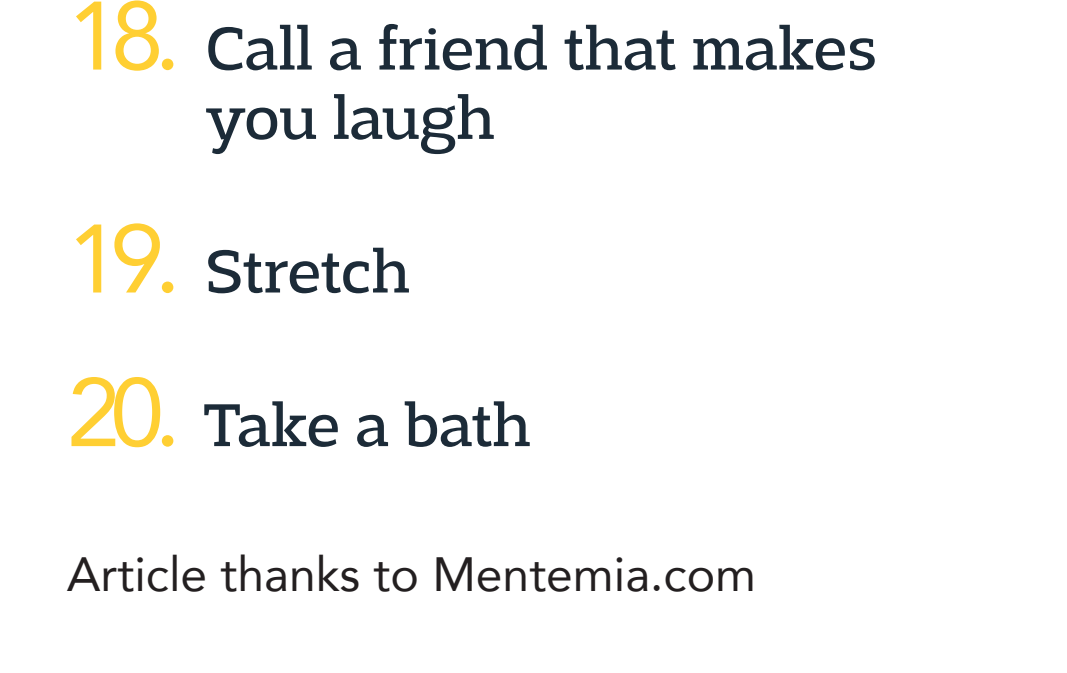 18. Call a friend that makes
you laugh
19. Stretch
20. Take a bath
Article thanks to Mentemia.com